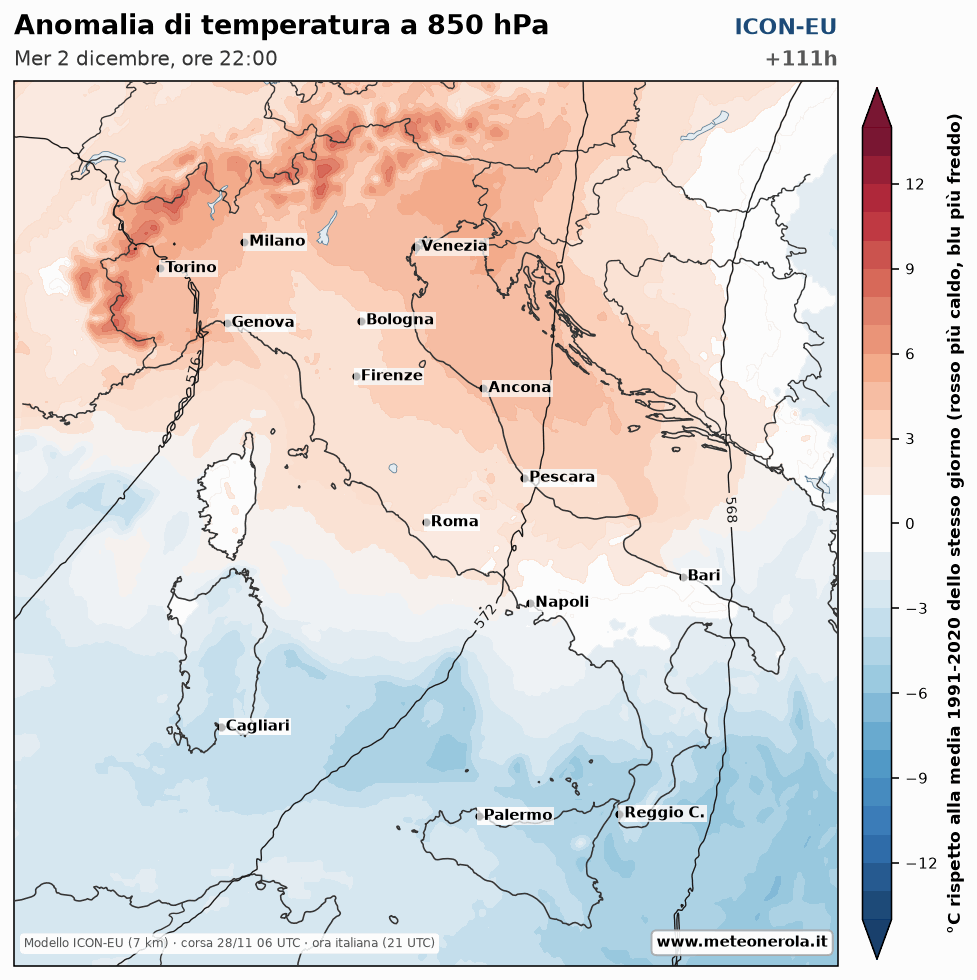 Anomalia di temperatura a 850 hPa
ICON-EU
Mer 2 dicembre, ore 22:00
+111h
Milano
Venezia
Torino
Genova
Bologna
576
Firenze
Ancona
Pescara
568
Roma
Bari
Napoli
572
Cagliari
Palermo
Reggio C.
Modello ICON-EU (7 km) · corsa 28/11 06 UTC · ora italiana (21 UTC)
www.meteonerola.it
12
9
6
3
0
−3
−6
−9
−12
°C rispetto alla media 1991-2020 dello stesso giorno (rosso più caldo, blu più freddo)